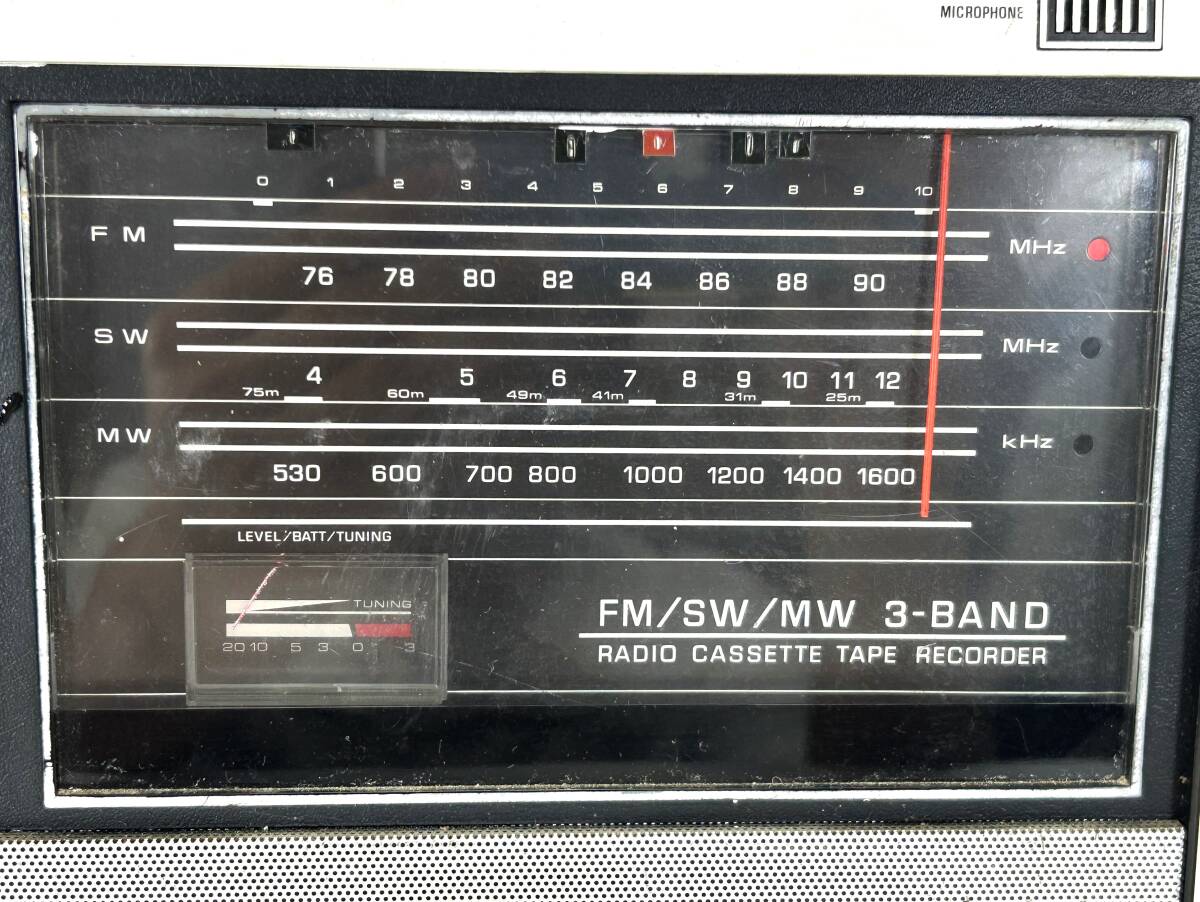 MICROPHONE
0 1 2 3 4 5 6 7 8 9 10
FM MHz
76 78 80 82 84 86 88 90
SW MHz
4 5 6 7 8 9 10 11 12
75m 60m 49m 41m 31m 25m
MW kHz
530 600 700 800 1000 1200 1400 1600
LEVEL/BATT/TUNING
TUNING
20 10 5 3 0 3
FM/SW/MW 3-BAND
RADIO CASSETTE TAPE RECORDER